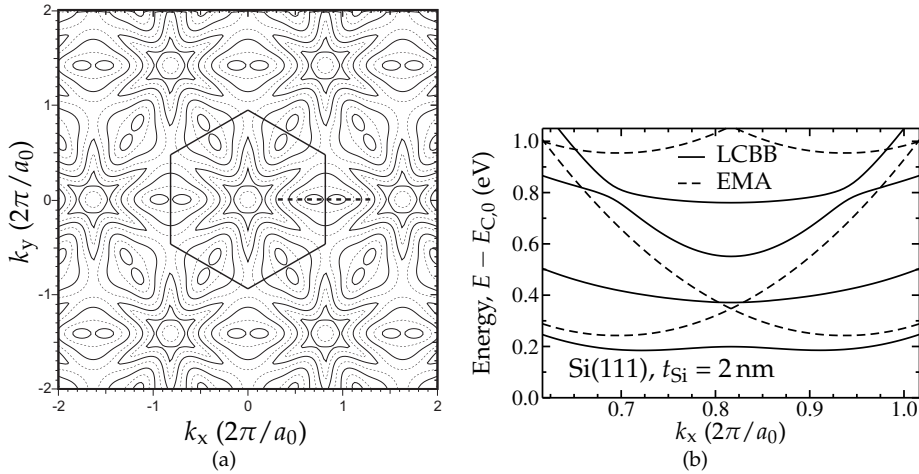 2
1
0
-1
-2
-2
-1
0
1
2
k_y (2π/a_0)
k_x (2π/a_0)
(a)
1.0
0.8
0.6
0.4
0.2
0.0
0.7
0.8
0.9
1.0
Energy, E − E_C,0 (eV)
LCBB
EMA
Si(111), t_Si = 2 nm
k_x (2π/a_0)
(b)